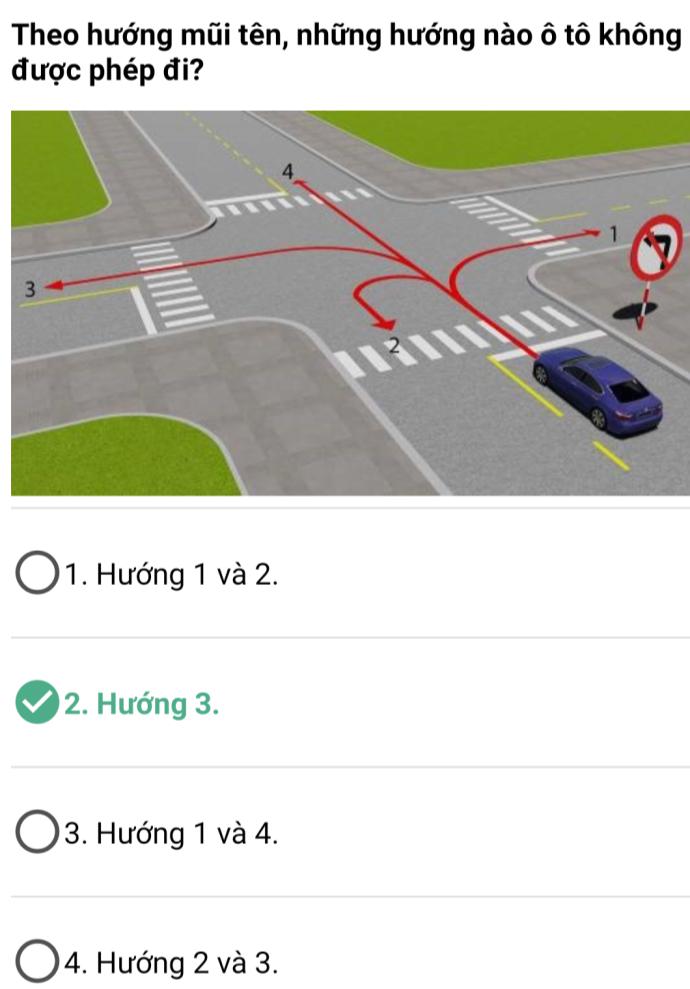 Theo hướng mũi tên, những hướng nào ô tô không
được phép đi?
4
1
3
2
1. Hướng 1 và 2.
2. Hướng 3.
3. Hướng 1 và 4.
4. Hướng 2 và 3.